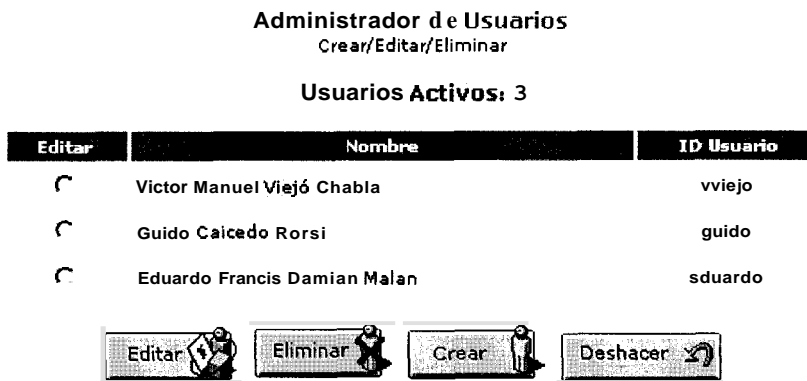 Administrador de Usuarios
Crear/Editar/Eliminar
Usuarios Activos: 3
Editar Nombre ID Usuario
Victor Manuel Viejó Chabla vviejo
Guido Caicedo Rorsi guido
Eduardo Francis Damian Malan sduardo
Editar Eliminar Crear Deshacer